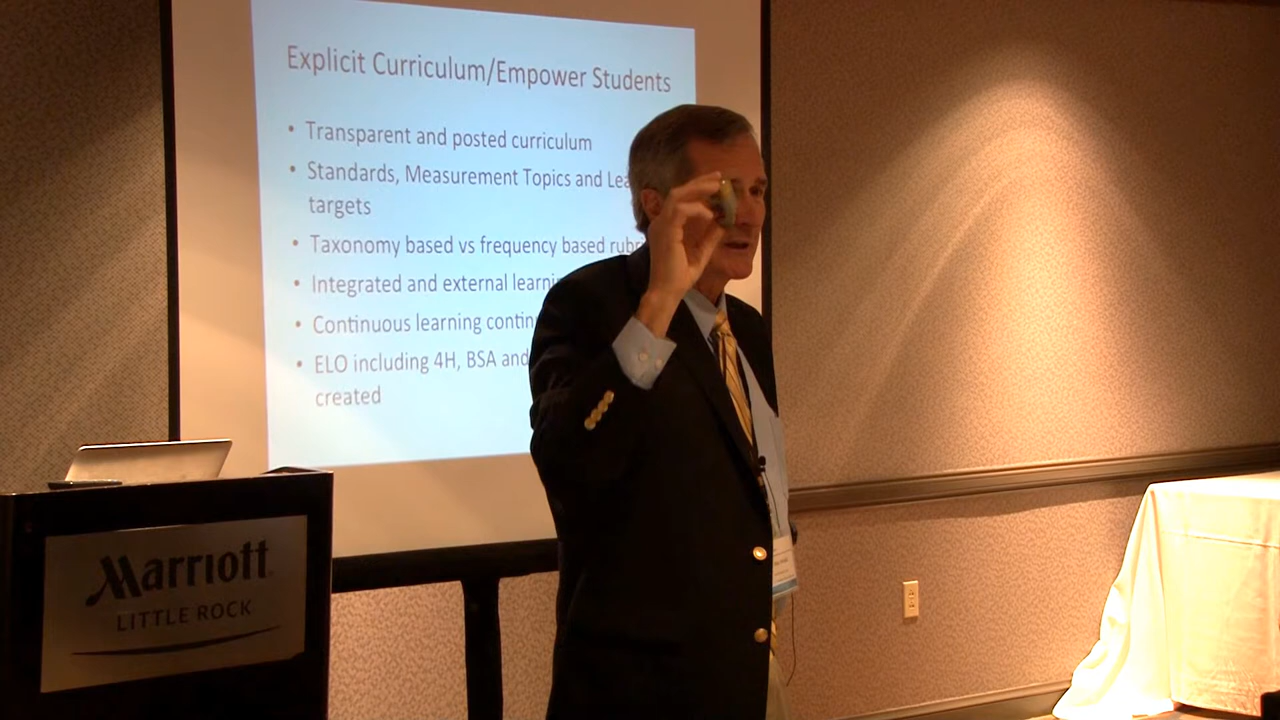 Explicit Curriculum/Empower Students
• Transparent and posted curriculum
• Standards, Measurement Topics and Lea
targets
• Taxonomy based vs frequency based rubri
• Integrated and external learni
• Continuous learning contin
• ELO including 4H, BSA and
created
Marriott
LITTLE ROCK